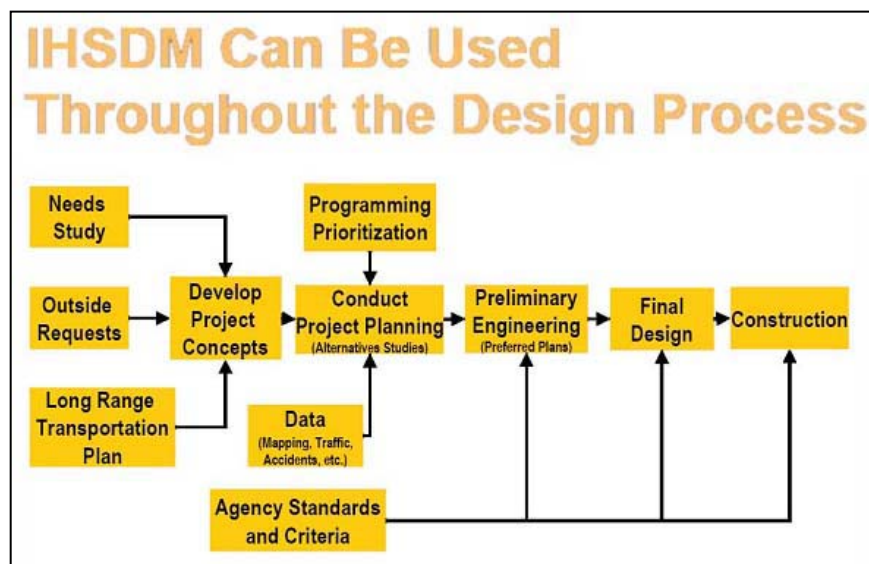 IHSDM Can Be Used
Throughout the Design Process
Needs
Study
Programming
Prioritization
Outside
Requests
Develop
Project
Concepts
Conduct
Project Planning
(Alternatives Studies)
Preliminary
Engineering
(Preferred Plans)
Final
Design
Construction
Long Range
Transportation
Plan
Data
(Mapping, Traffic,
Accidents, etc.)
Agency Standards
and Criteria